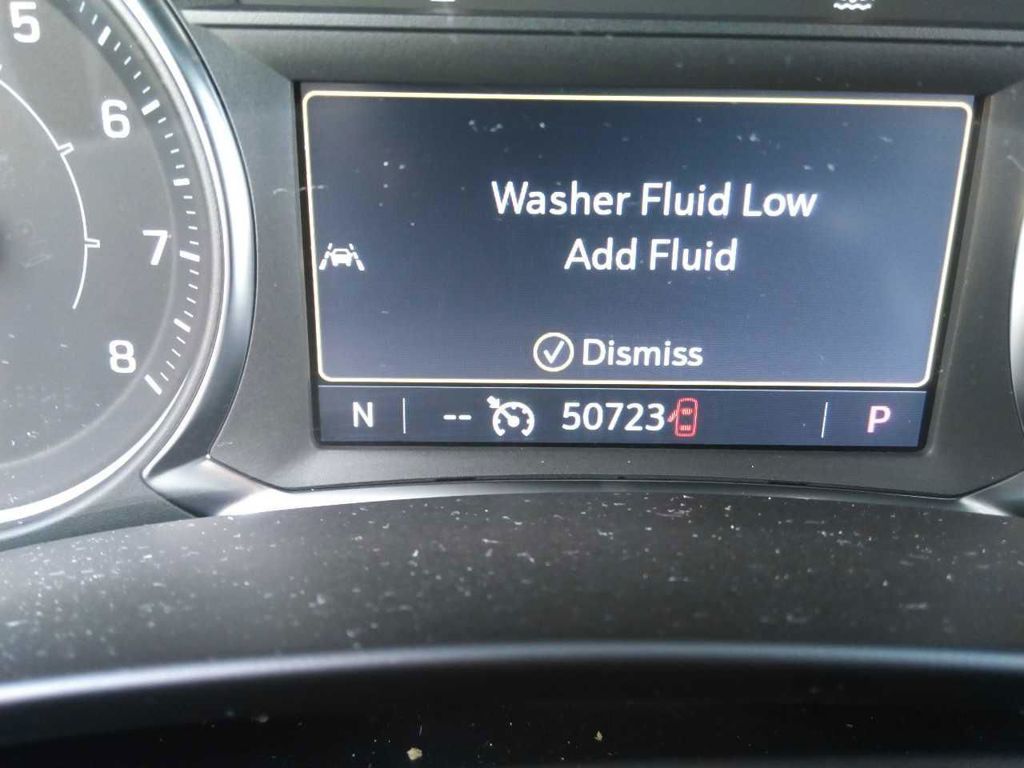 5
6
7
8
Washer Fluid Low
Add Fluid
Dismiss
N -- 50723 P